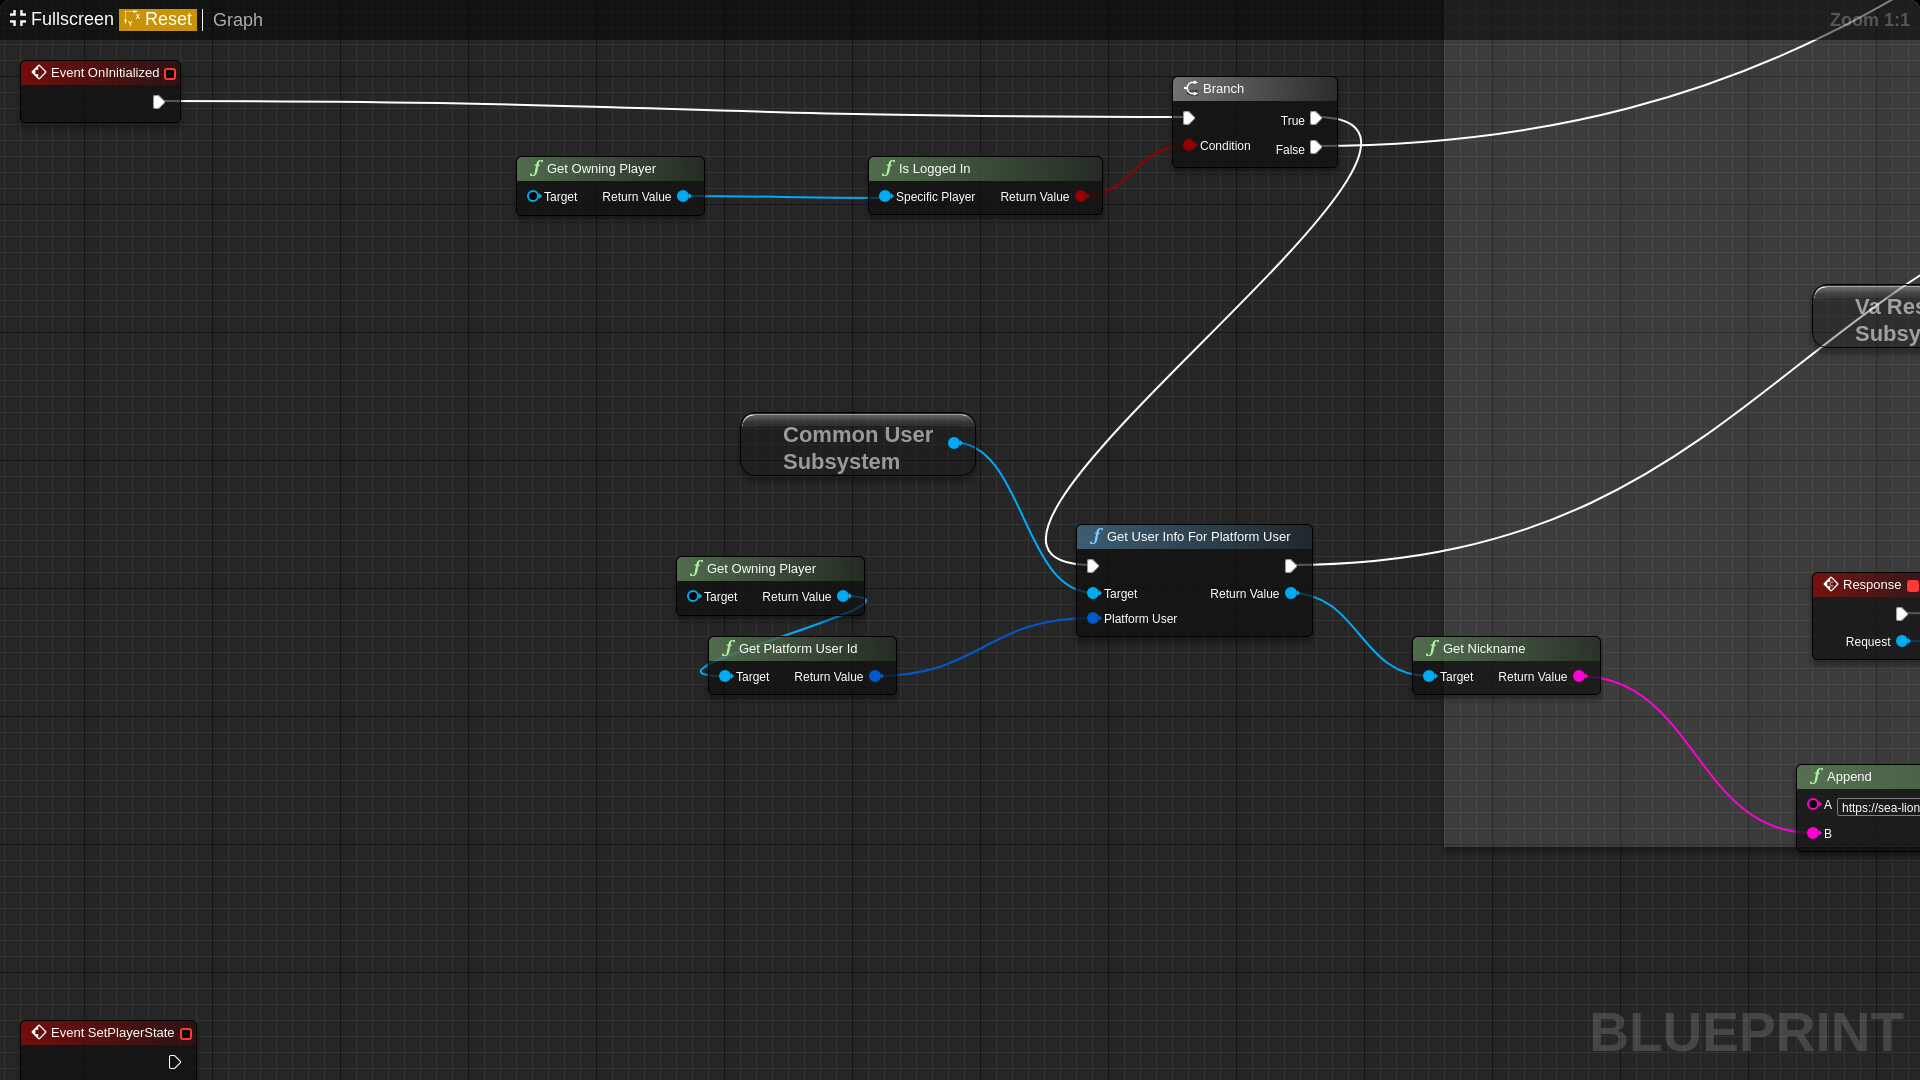 Fullscreen Reset Graph
Zoom 1:1
Event OnInitialized
Branch
True
Condition
False
Get Owning Player
Target Return Value
Is Logged In
Specific Player Return Value
Va Res
Subsy
Common User
Subsystem
Get User Info For Platform User
Target Return Value
Platform User
Get Owning Player
Target Return Value
Get Platform User Id
Target Return Value
Get Nickname
Target Return Value
Response
Request
Append
A https://sea-lion
B
Event SetPlayerState
BLUEPRINT